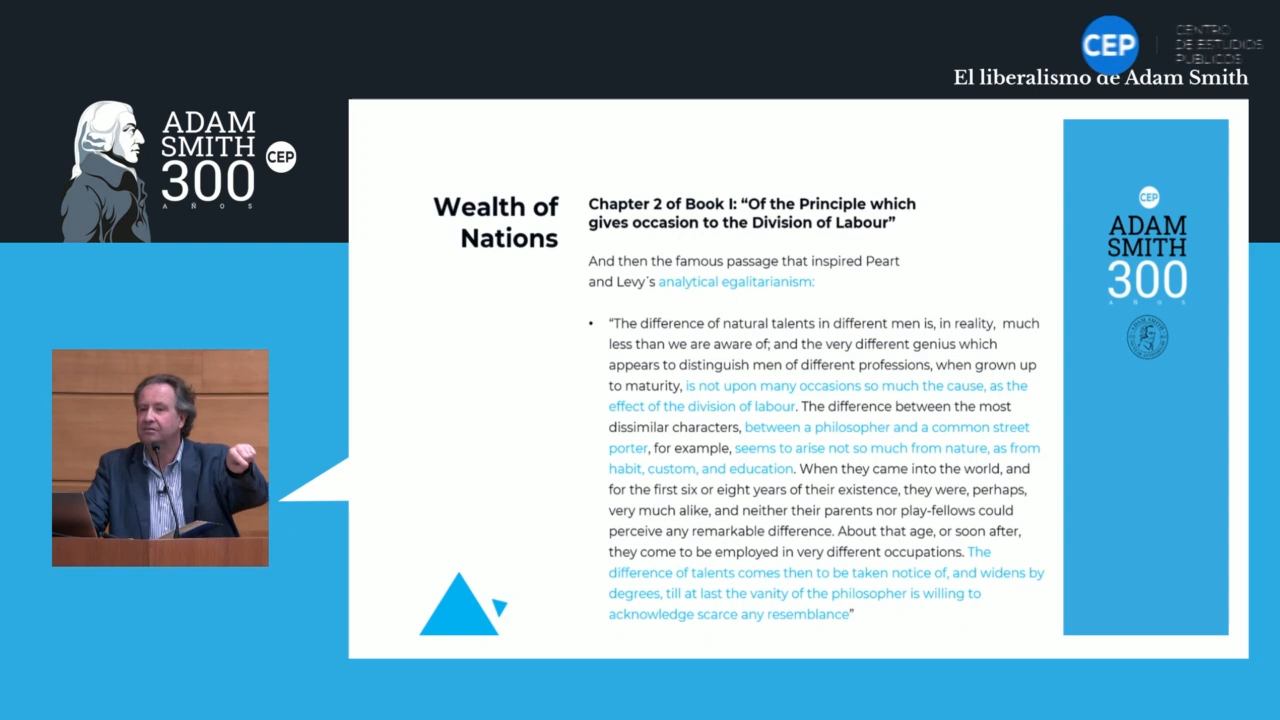 CEP
CENTRO
DE ESTUDIOS
PÚBLICOS
El liberalismo de Adam Smith
ADAM
SMITH
300
AÑOS
CEP
Wealth of
Nations
Chapter 2 of Book I: “Of the Principle which
gives occasion to the Division of Labour”
And then the famous passage that inspired Peart
and Levy´s analytical egalitarianism:
• “The difference of natural talents in different men is, in reality, much
less than we are aware of; and the very different genius which
appears to distinguish men of different professions, when grown up
to maturity, is not upon many occasions so much the cause, as the
effect of the division of labour. The difference between the most
dissimilar characters, between a philosopher and a common street
porter, for example, seems to arise not so much from nature, as from
habit, custom, and education. When they came into the world, and
for the first six or eight years of their existence, they were, perhaps,
very much alike, and neither their parents nor play-fellows could
perceive any remarkable difference. About that age, or soon after,
they come to be employed in very different occupations. The
difference of talents comes then to be taken notice of, and widens by
degrees, till at last the vanity of the philosopher is willing to
acknowledge scarce any resemblance”
CEP
ADAM
SMITH
300
AÑOS